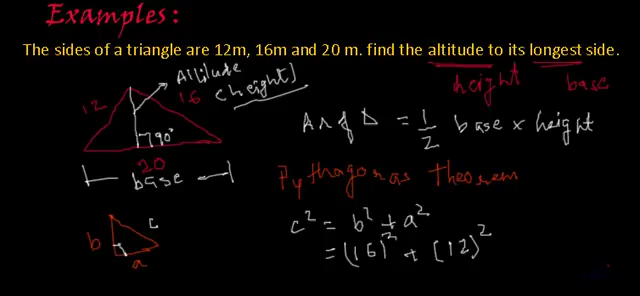 Examples:
The sides of a triangle are 12m, 16m and 20 m. find the altitude to its longest side.
Altitude
(height)
height base
12 16
90°
20
base
Ar of Δ = 1/2 base × height
Pythagoras theorem
b c
a
c² = b² + a²
= (16)² + (12)²